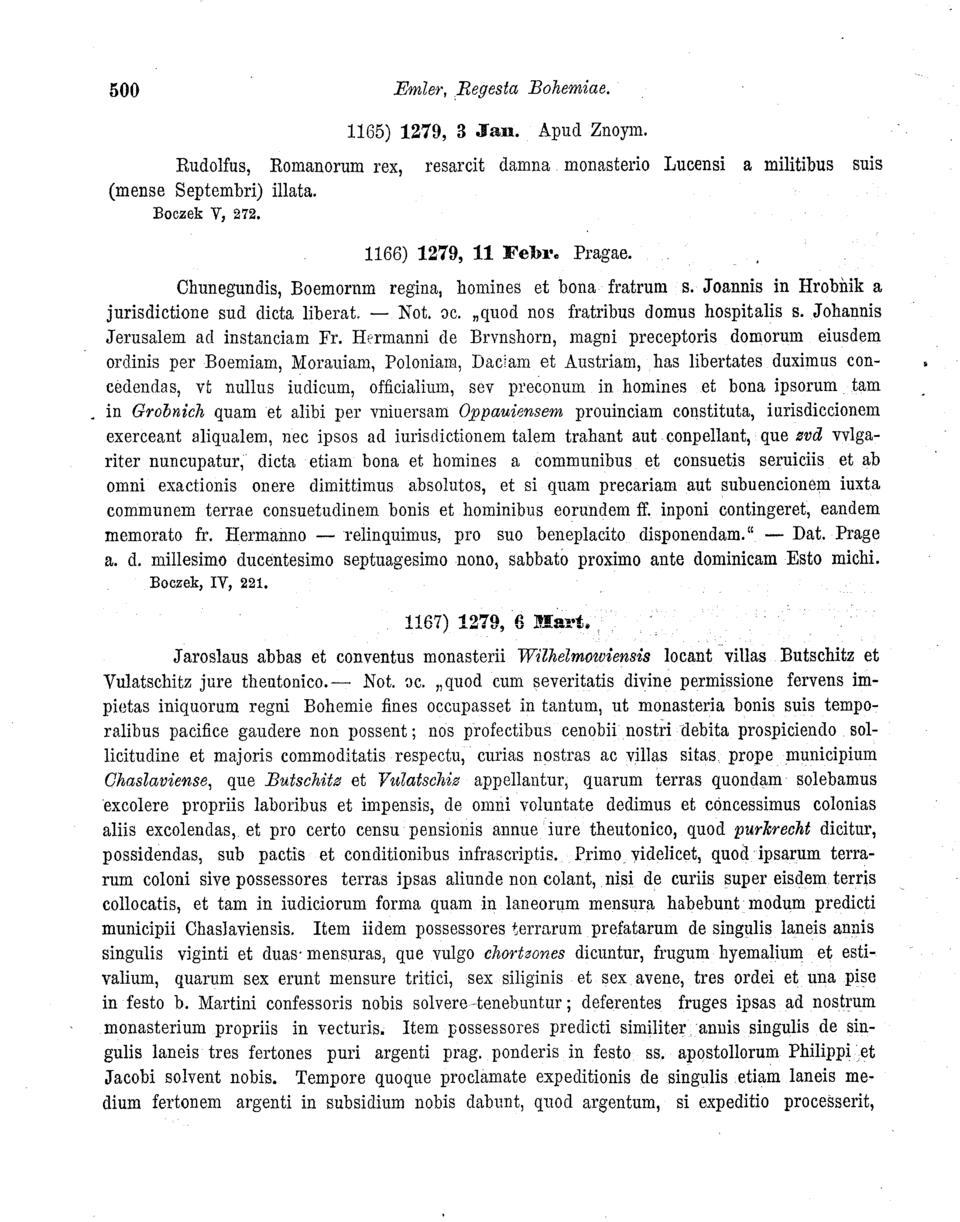 500 Emler, Regesta Bohemiae.
1165) 1279, 3 Jan. Apud Znoym.
Rudolfus, Romanorum rex, resarcit damna monasterio Lucensi a militibus suis
(mense Septembri) illata.
Boczek V, 272.
1166) 1279, 11 Febr. Pragae.
Chunegundis, Boemornm regina, homines et bona fratrum s. Joannis in Hrobnik a
jurisdictione sud dicta liberat. — Not. ɔc. „quod nos fratribus domus hospitalis s. Johannis
Jerusalem ad instanciam Fr. Hermanni de Brvnshorn, magni preceptoris domorum eiusdem
ordinis per Boemiam, Morauiam, Poloniam, Daciam et Austriam, has libertates duximus con-
cedendas, vt nullus iudicum, officialium, sev preconum in homines et bona ipsorum tam
in Grobnich quam et alibi per vniuersam Oppauiensem prouinciam constituta, iurisdiccionem
exerceant aliqualem, nec ipsos ad iurisdictionem talem trahant aut conpellant, que zvd vvlga-
riter nuncupatur, dicta etiam bona et homines a communibus et consuetis seruiciis et ab
omni exactionis onere dimittimus absolutos, et si quam precariam aut subuencionem iuxta
communem terrae consuetudinem bonis et hominibus eorundem ff. inponi contingeret, eandem
memorato fr. Hermanno — relinquimus, pro suo beneplacito disponendam.“ — Dat. Prage
a. d. millesimo ducentesimo septuagesimo nono, sabbato proximo ante dominicam Esto michi.
Boczek, IV, 221.
1167) 1279, 6 Mart.
Jaroslaus abbas et conventus monasterii Wilhelmowiensis locant villas Butschitz et
Vulatschitz jure theutonico.— Not. ɔc. „quod cum severitatis divine permissione fervens im-
pietas iniquorum regni Bohemie fines occupasset in tantum, ut monasteria bonis suis tempo-
ralibus pacifice gaudere non possent; nos profectibus cenobii nostri debita prospiciendo sol-
licitudine et majoris commoditatis respectu, curias nostras ac villas sitas prope municipium
Chaslaviense, que Butschitz et Vulatschiz appellantur, quarum terras quondam solebamus
excolere propriis laboribus et impensis, de omni voluntate dedimus et concessimus colonias
aliis excolendas, et pro certo censu pensionis annue iure theutonico, quod purkrecht dicitur,
possidendas, sub pactis et conditionibus infrascriptis. Primo videlicet, quod ipsarum terra-
rum coloni sive possessores terras ipsas aliunde non colant, nisi de curiis super eisdem terris
collocatis, et tam in iudiciorum forma quam in laneorum mensura habebunt modum predicti
municipii Chaslaviensis. Item iidem possessores terrarum prefatarum de singulis laneis annis
singulis viginti et duas mensuras, que vulgo chortzones dicuntur, frugum hyemalium et esti-
valium, quarum sex erunt mensure tritici, sex siliginis et sex avene, tres ordei et una pise
in festo b. Martini confessoris nobis solvere tenebuntur; deferentes fruges ipsas ad nostrum
monasterium propriis in vecturis. Item possessores predicti similiter annis singulis de sin-
gulis laneis tres fertones puri argenti prag. ponderis in festo ss. apostollorum Philippi et
Jacobi solvent nobis. Tempore quoque proclamate expeditionis de singulis etiam laneis me-
dium fertonem argenti in subsidium nobis dabunt, quod argentum, si expeditio processerit,